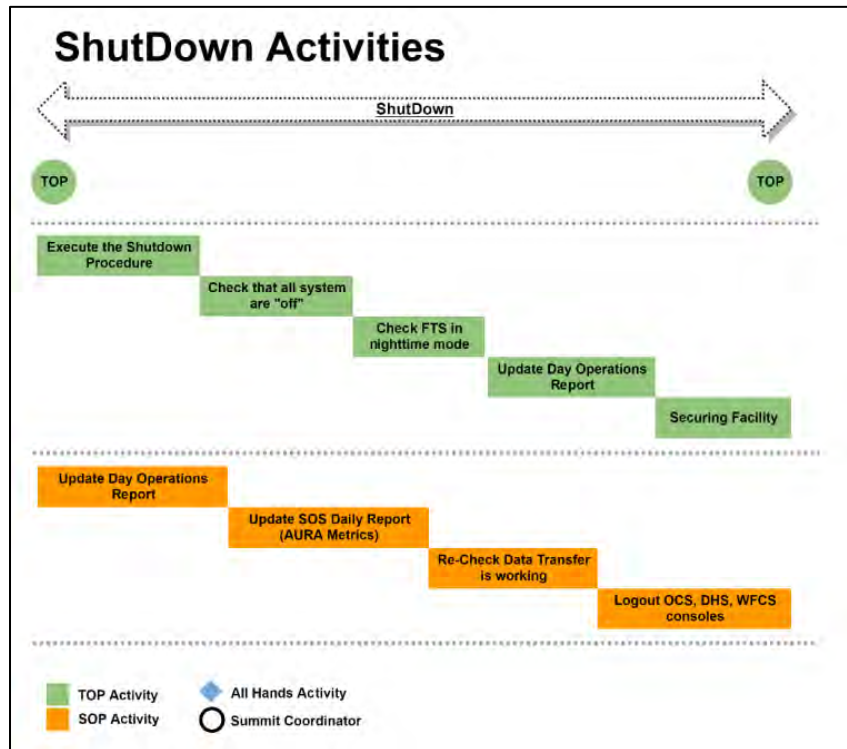 ShutDown Activities
ShutDown
TOP
TOP
Execute the Shutdown
Procedure
Check that all system
are "off"
Check FTS in
nighttime mode
Update Day Operations
Report
Securing Facility
Update Day Operations
Report
Update SOS Daily Report
(AURA Metrics)
Re-Check Data Transfer
is working
Logout OCS, DHS, WFCS
consoles
TOP Activity
All Hands Activity
SOP Activity
Summit Coordinator